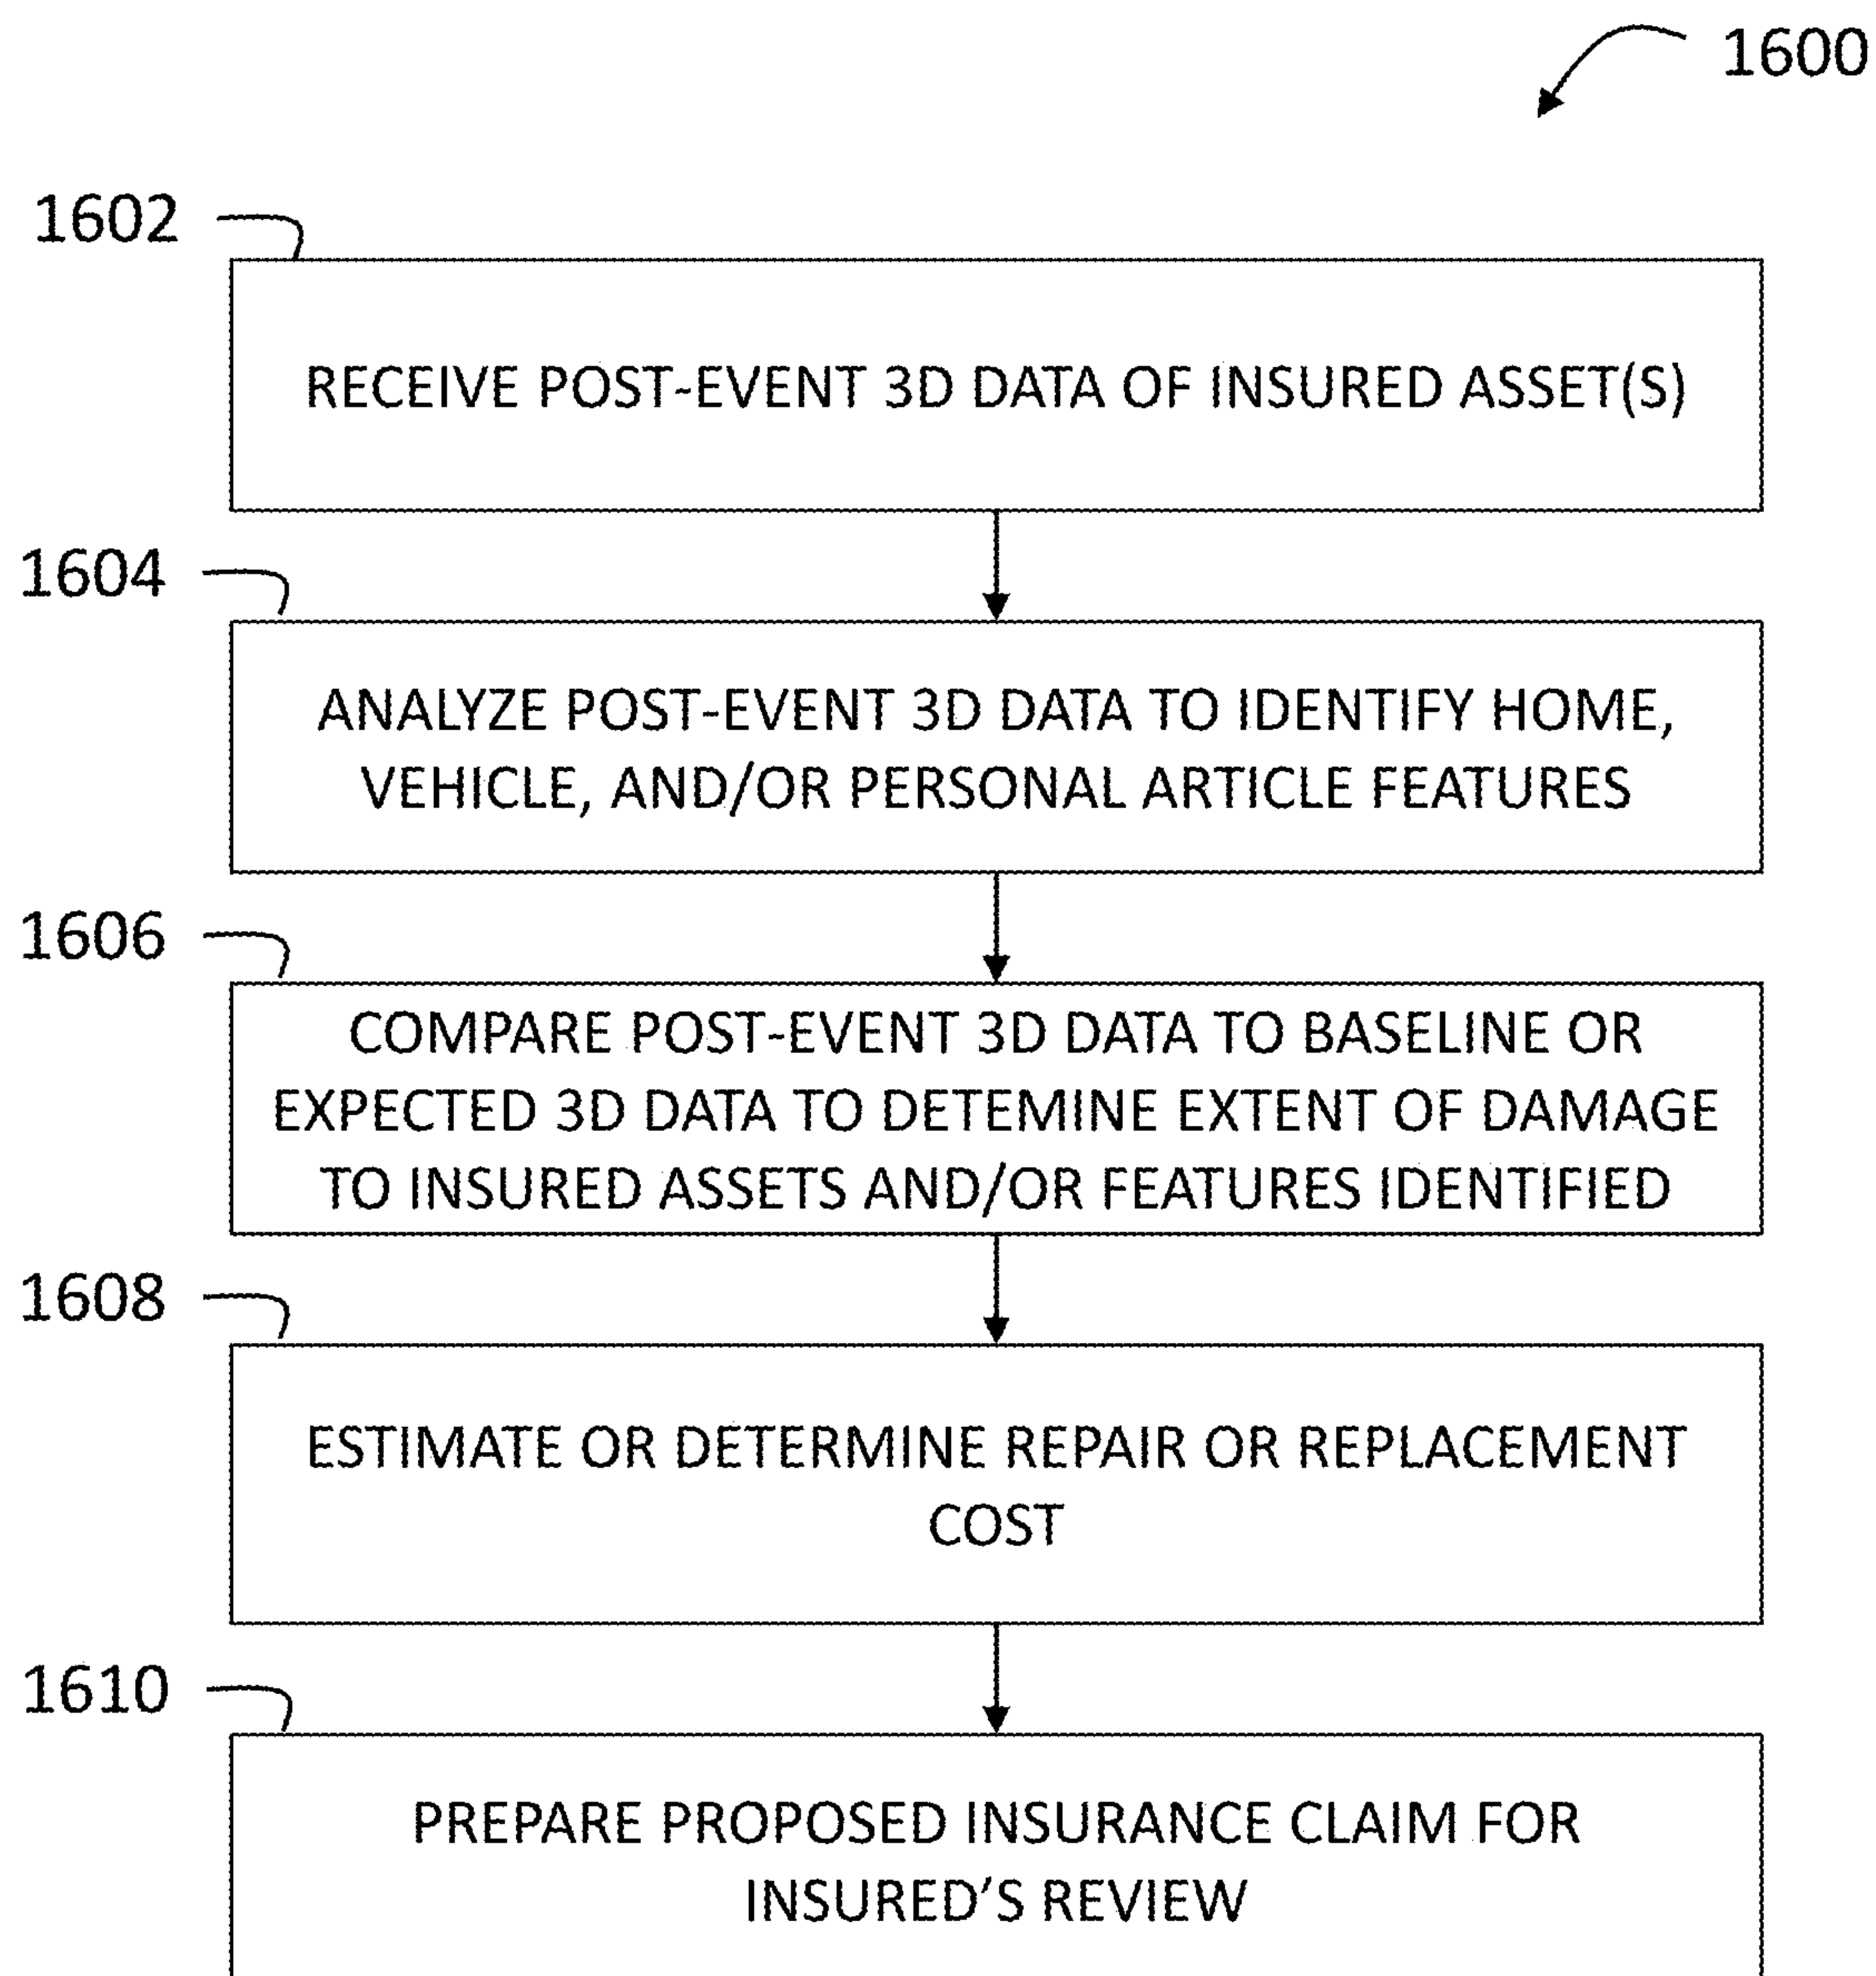 1600
1602
RECEIVE POST-EVENT 3D DATA OF INSURED ASSET(S)
1604
ANALYZE POST-EVENT 3D DATA TO IDENTIFY HOME,
VEHICLE, AND/OR PERSONAL ARTICLE FEATURES
1606
COMPARE POST-EVENT 3D DATA TO BASELINE OR
EXPECTED 3D DATA TO DETEMINE EXTENT OF DAMAGE
TO INSURED ASSETS AND/OR FEATURES IDENTIFIED
1608
ESTIMATE OR DETERMINE REPAIR OR REPLACEMENT
COST
1610
PREPARE PROPOSED INSURANCE CLAIM FOR
INSURED'S REVIEW